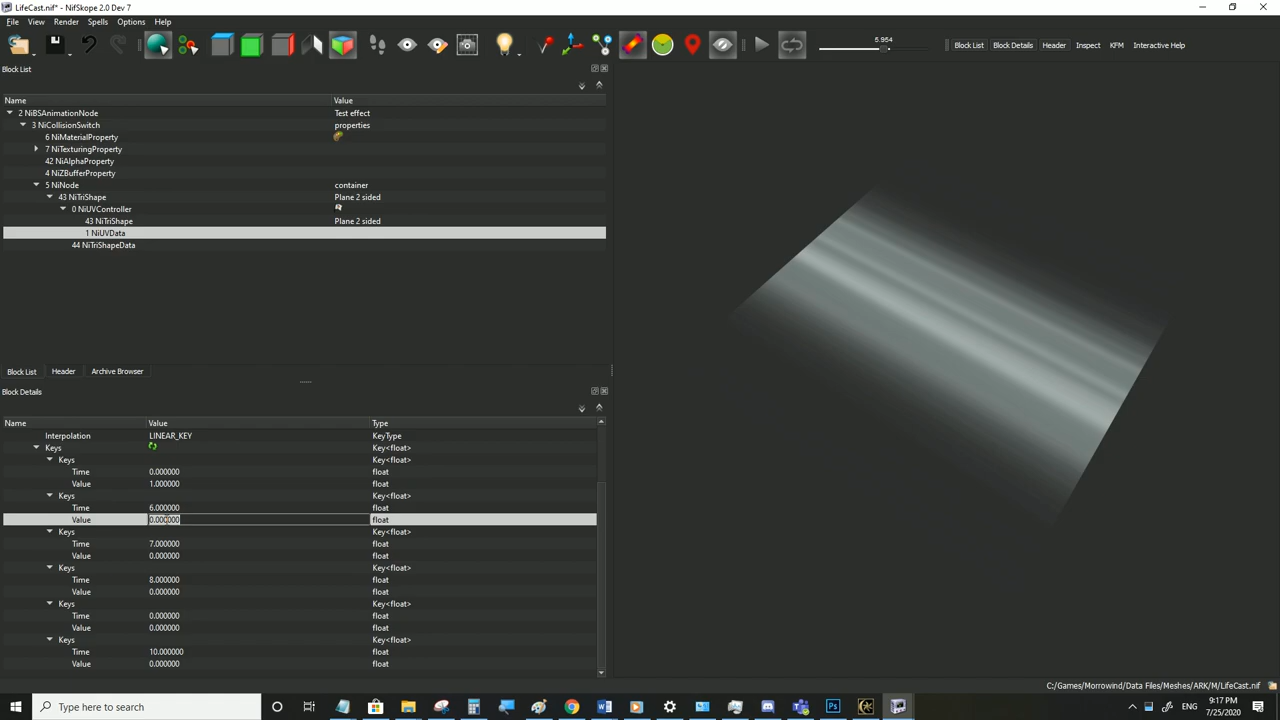 LifeCast.nif* - NifSkope 2.0 Dev 7
File View Render Spells Options Help
5.954
Block List Block Details Header Inspect KFM Interactive Help
Block List
Name Value
2 NiBSAnimationNode Test effect
3 NiCollisionSwitch properties
6 NiMaterialProperty
7 NiTexturingProperty
42 NiAlphaProperty
4 NiZBufferProperty
5 NiNode container
43 NiTriShape Plane 2 sided
0 NiUVController
43 NiTriShape Plane 2 sided
1 NiUVData
44 NiTriShapeData
Block List Header Archive Browser
Block Details
Name Value Type
Interpolation LINEAR_KEY KeyType
Keys Key<float>
Keys Key<float>
Time 0.000000 float
Value 1.000000 float
Keys Key<float>
Time 6.000000 float
Value 0.000000 float
Keys Key<float>
Time 7.000000 float
Value 0.000000 float
Keys Key<float>
Time 8.000000 float
Value 0.000000 float
Keys Key<float>
Time 0.000000 float
Value 0.000000 float
Keys Key<float>
Time 10.000000 float
Value 0.000000 float
C:/Games/Morrowind/Data Files/Meshes/ARK/M/LifeCast.nif
Type here to search
ENG
9:17 PM
7/25/2020